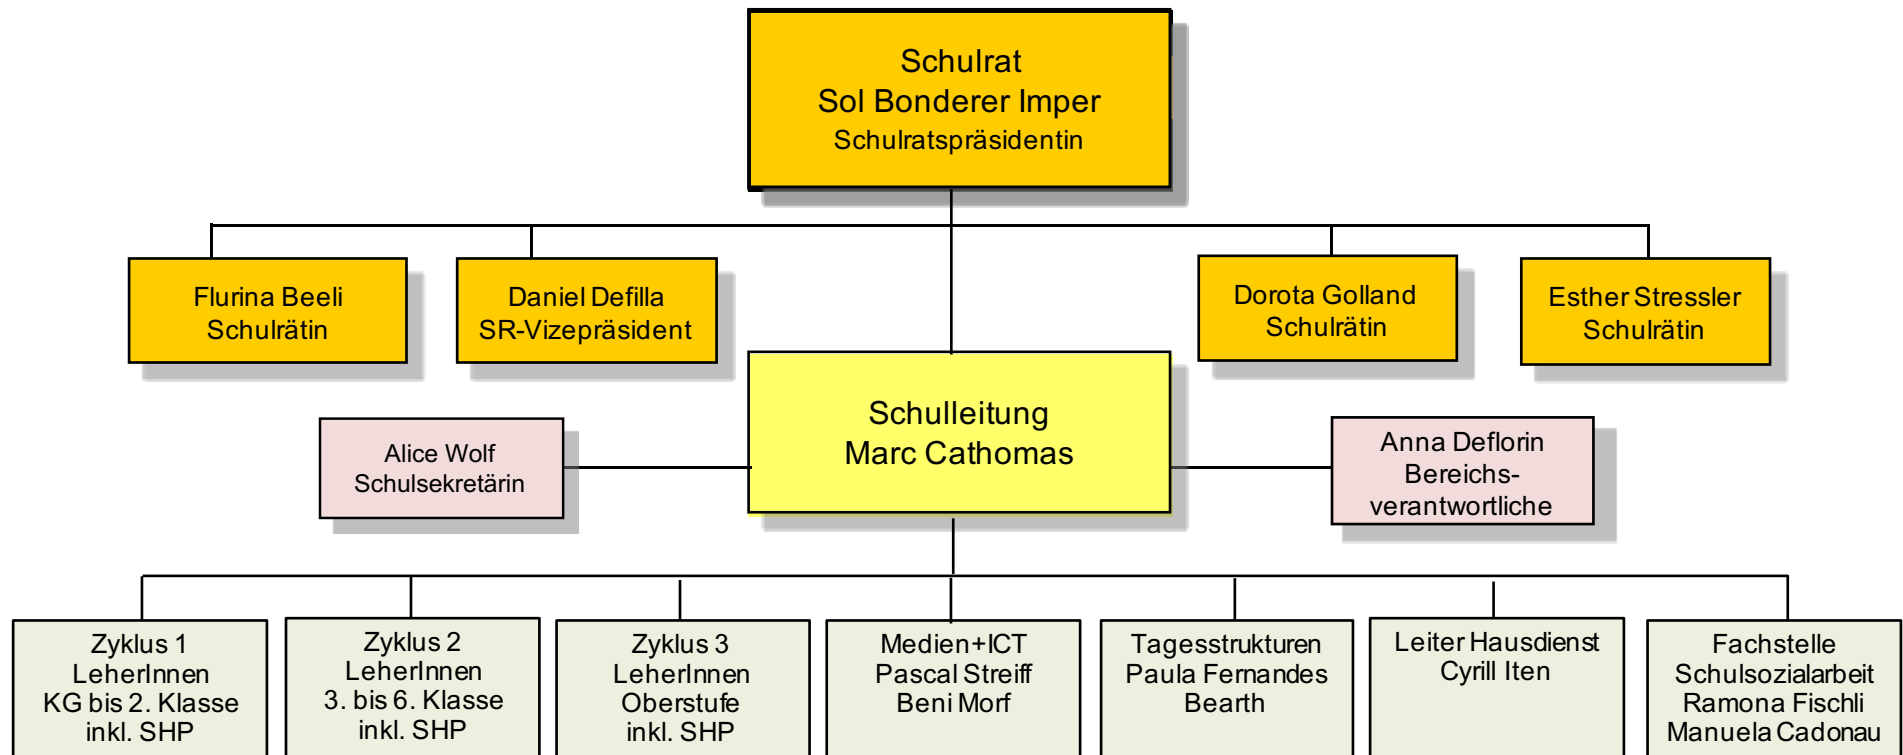 Schulrat
Sol Bonderer Imper
Schulratspräsidentin
Flurina Beeli
Schulrätin
Daniel Defilla
SR-Vizepräsident
Dorota Golland
Schulrätin
Esther Stressler
Schulrätin
Schulleitung
Marc Cathomas
Alice Wolf
Schulsekretärin
Anna Deflorin
Bereichs-
verantwortliche
Zyklus 1
LeherInnen
KG bis 2. Klasse
inkl. SHP
Zyklus 2
LeherInnen
3. bis 6. Klasse
inkl. SHP
Zyklus 3
LeherInnen
Oberstufe
inkl. SHP
Medien+ICT
Pascal Streiff
Beni Morf
Tagesstrukturen
Paula Fernandes
Bearth
Leiter Hausdienst
Cyrill Iten
Fachstelle
Schulsozialarbeit
Ramona Fischli
Manuela Cadonau